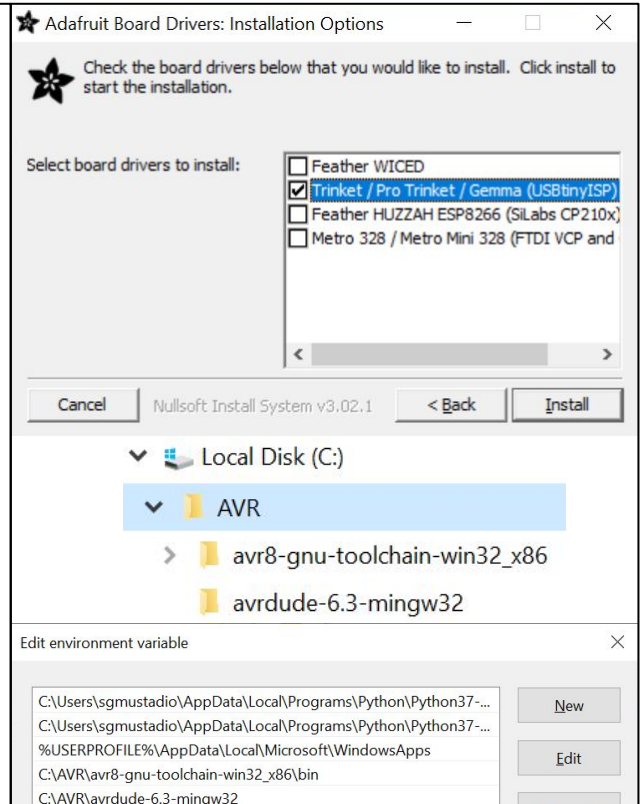 Adafruit Board Drivers: Installation Options
Check the board drivers below that you would like to install. Click install to
start the installation.
Select board drivers to install:
Feather WICED
Trinket / Pro Trinket / Gemma (USBtinyISP)
Feather HUZZAH ESP8266 (SiLabs CP210x)
Metro 328 / Metro Mini 328 (FTDI VCP and
Cancel
Nullsoft Install System v3.02.1
< Back
Install
Local Disk (C:)
AVR
avr8-gnu-toolchain-win32_x86
avrdude-6.3-mingw32
Edit environment variable
C:\Users\sgmustadio\AppData\Local\Programs\Python\Python37-...
New
C:\Users\sgmustadio\AppData\Local\Programs\Python\Python37-...
%USERPROFILE%\AppData\Local\Microsoft\WindowsApps
Edit
C:\AVR\avr8-gnu-toolchain-win32_x86\bin
C:\AVR\avrdude-6.3-mingw32